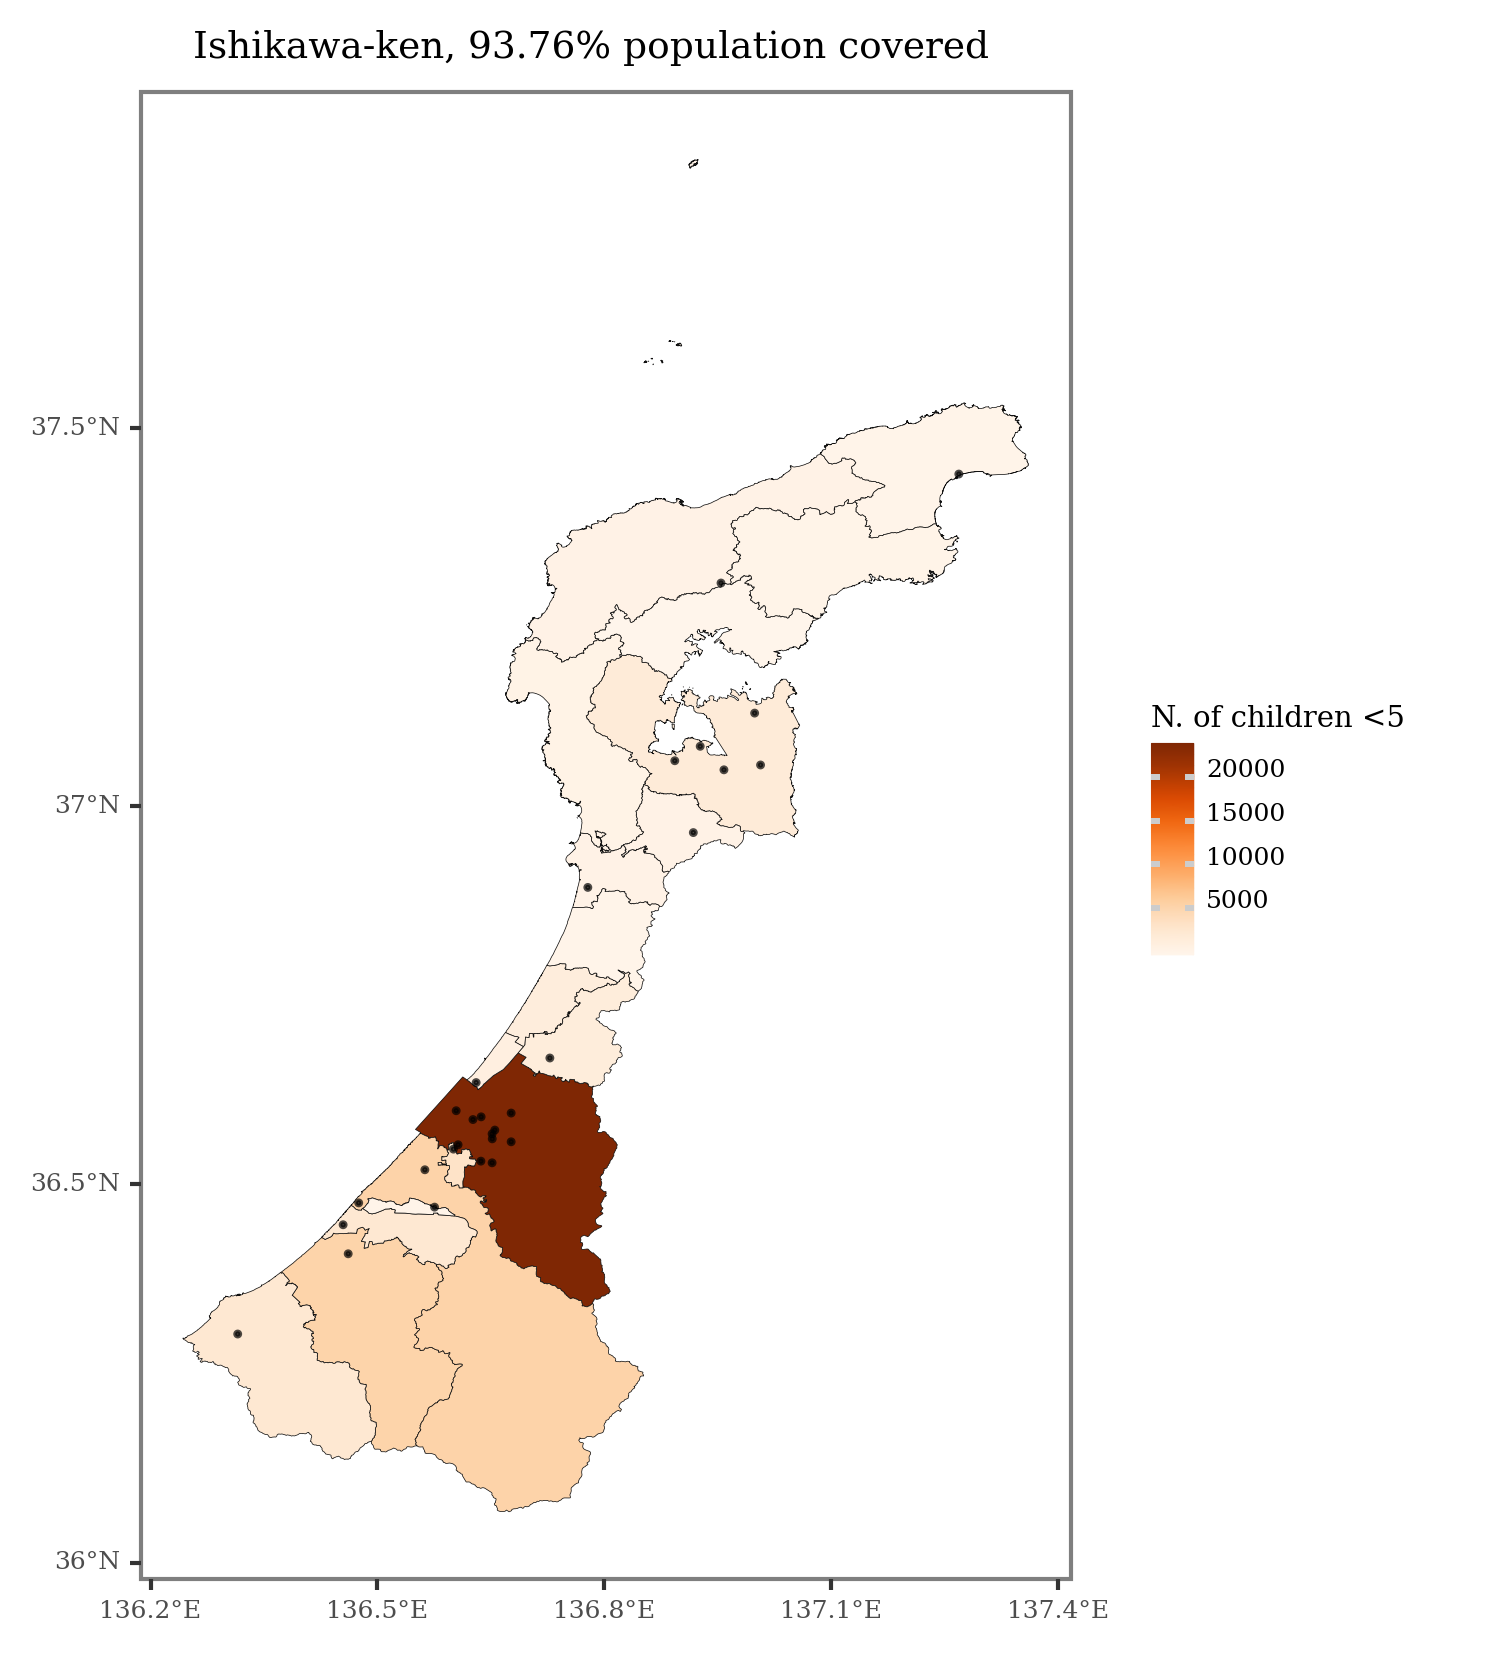 Ishikawa-ken, 93.76% population covered
37.5°N
37°N
36.5°N
36°N
136.2°E
136.5°E
136.8°E
137.1°E
137.4°E
N. of children <5
20000
15000
10000
5000